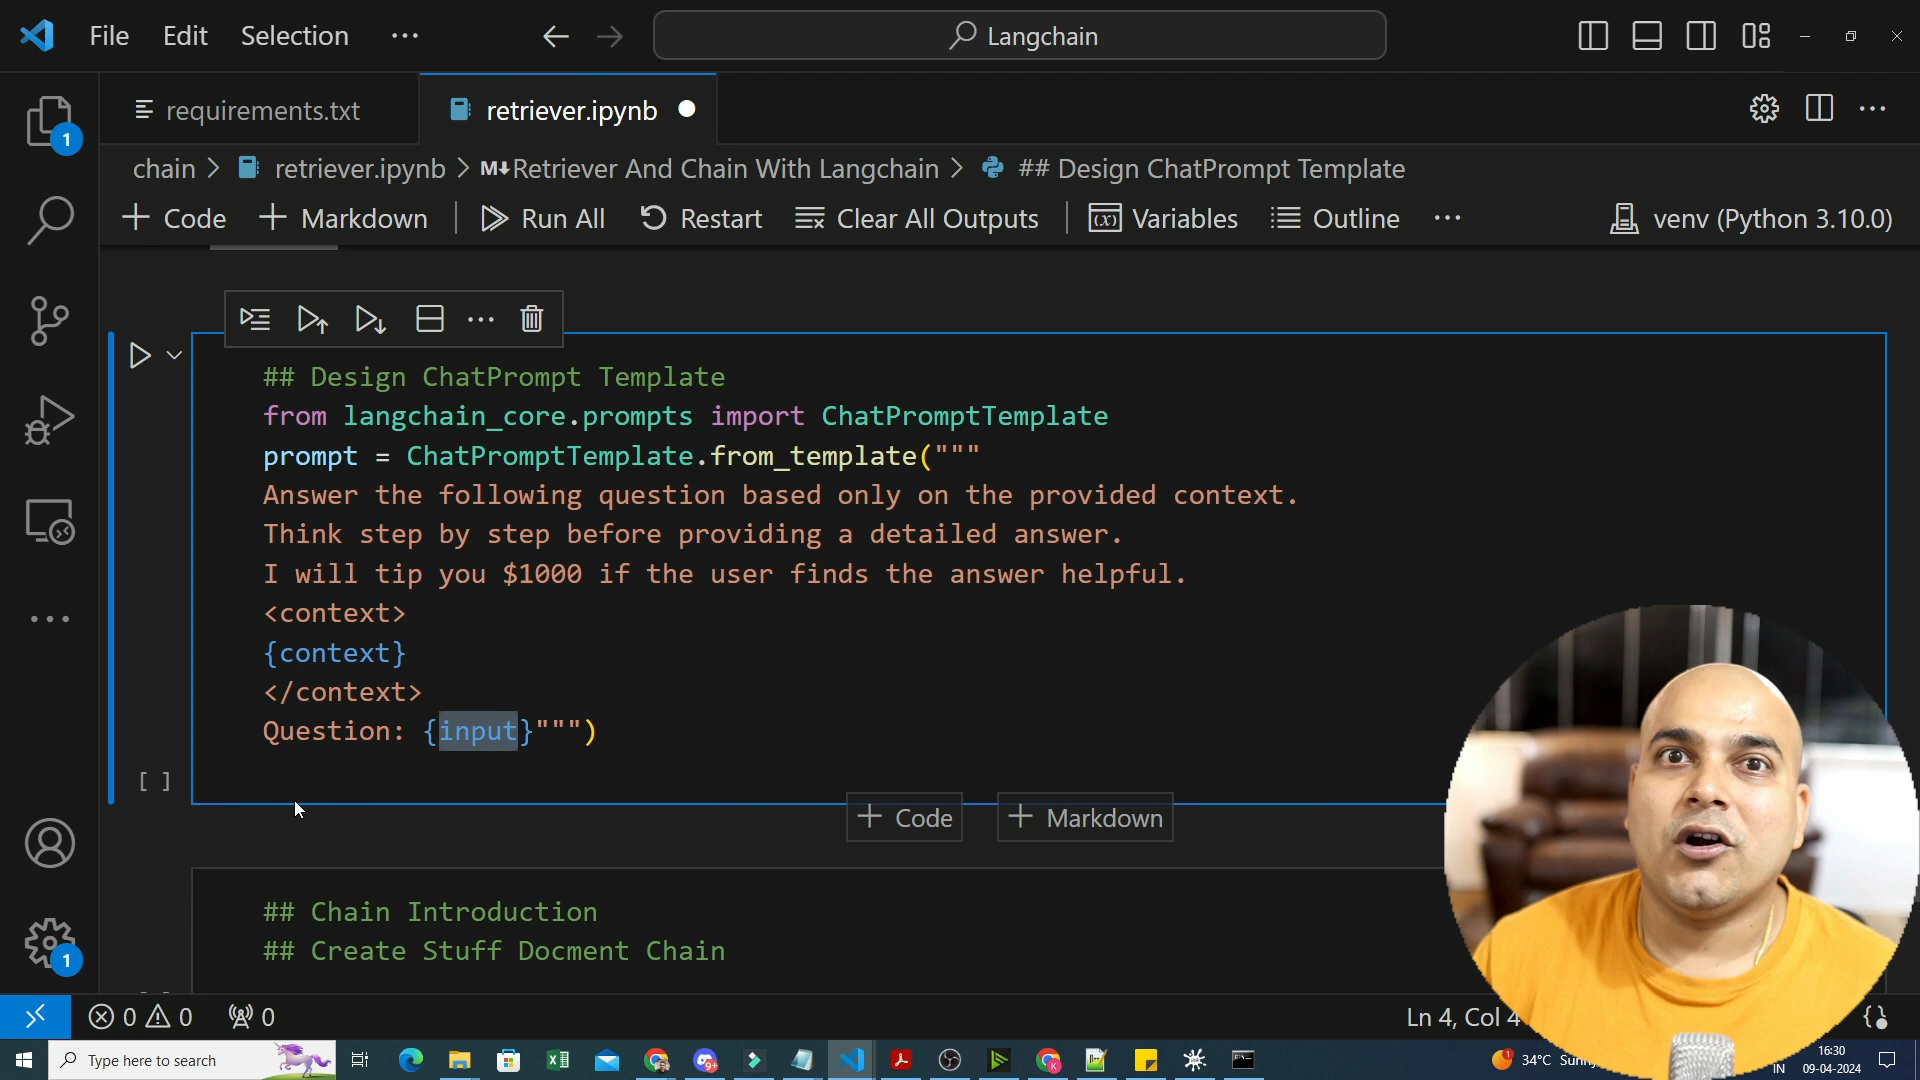 File Edit Selection ···
Langchain
requirements.txt
retriever.ipynb
chain > retriever.ipynb > M↓Retriever And Chain With Langchain > ## Design ChatPrompt Template
+ Code + Markdown Run All Restart Clear All Outputs Variables Outline ··· venv (Python 3.10.0)
## Design ChatPrompt Template
from langchain_core.prompts import ChatPromptTemplate
prompt = ChatPromptTemplate.from_template("""
Answer the following question based only on the provided context.
Think step by step before providing a detailed answer.
I will tip you $1000 if the user finds the answer helpful.
<context>
{context}
</context>
Question: {input}""")
[ ]
+ Code + Markdown
## Chain Introduction
## Create Stuff Docment Chain
1
1
0 0 0
Ln 4, Col 4
Type here to search
9+
34°C
IN
16:30
09-04-2024